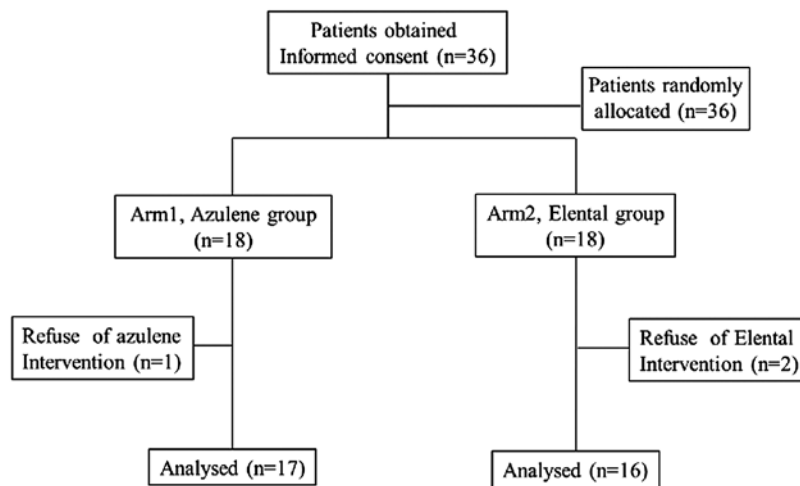 Patients obtained
Informed consent (n=36)
Patients randomly
allocated (n=36)
Arm1, Azulene group
(n=18)
Arm2, Elental group
(n=18)
Refuse of azulene
Intervention (n=1)
Refuse of Elental
Intervention (n=2)
Analysed (n=17)
Analysed (n=16)